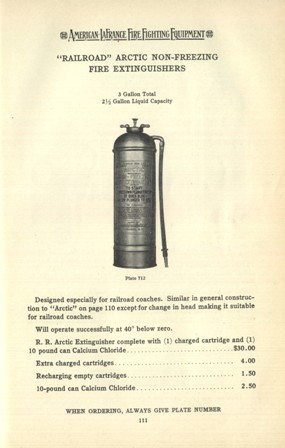 AMERICAN-LAFRANCE FIRE FIGHTING EQUIPMENT
"RAILROAD" ARCTIC NON-FREEZING
FIRE EXTINGUISHERS
3 Gallon Total
2½ Gallon Liquid Capacity
Plate 712
Designed especially for railroad coaches. Similar in general construc-
tion to "Arctic" on page 110 except for change in head making it suitable
for railroad coaches.
Will operate successfully at 40° below zero.
R. R. Arctic Extinguisher complete with (1) charged cartridge and (1)
10 pound can Calcium Chloride $30.00
Extra charged cartridges 4.00
Recharging empty cartridges 1.50
10-pound can Calcium Chloride 2.50
WHEN ORDERING, ALWAYS GIVE PLATE NUMBER
111